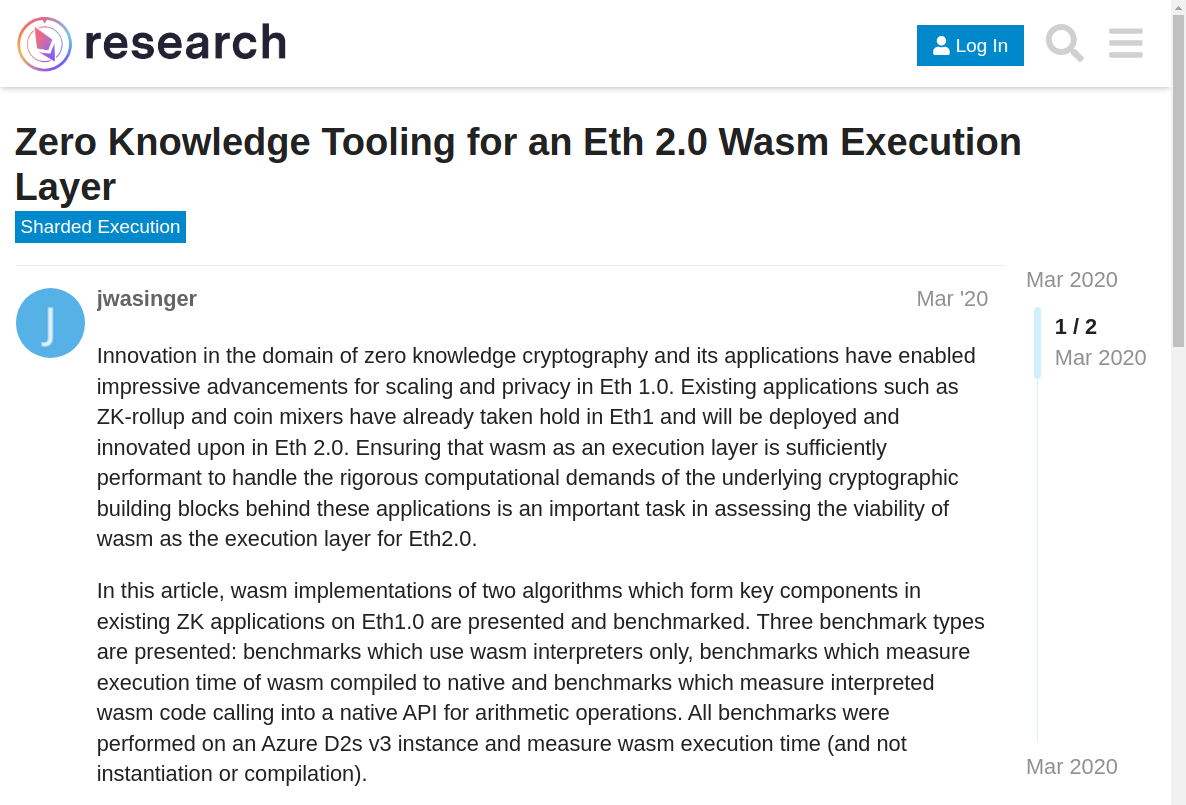 research
Log In
Zero Knowledge Tooling for an Eth 2.0 Wasm Execution
Layer
Sharded Execution
Mar 2020
J
jwasinger
Mar '20
1 / 2
Mar 2020
Innovation in the domain of zero knowledge cryptography and its applications have enabled
impressive advancements for scaling and privacy in Eth 1.0. Existing applications such as
ZK-rollup and coin mixers have already taken hold in Eth1 and will be deployed and
innovated upon in Eth 2.0. Ensuring that wasm as an execution layer is sufficiently
performant to handle the rigorous computational demands of the underlying cryptographic
building blocks behind these applications is an important task in assessing the viability of
wasm as the execution layer for Eth2.0.
In this article, wasm implementations of two algorithms which form key components in
existing ZK applications on Eth1.0 are presented and benchmarked. Three benchmark types
are presented: benchmarks which use wasm interpreters only, benchmarks which measure
execution time of wasm compiled to native and benchmarks which measure interpreted
wasm code calling into a native API for arithmetic operations. All benchmarks were
performed on an Azure D2s v3 instance and measure wasm execution time (and not
instantiation or compilation).
Mar 2020